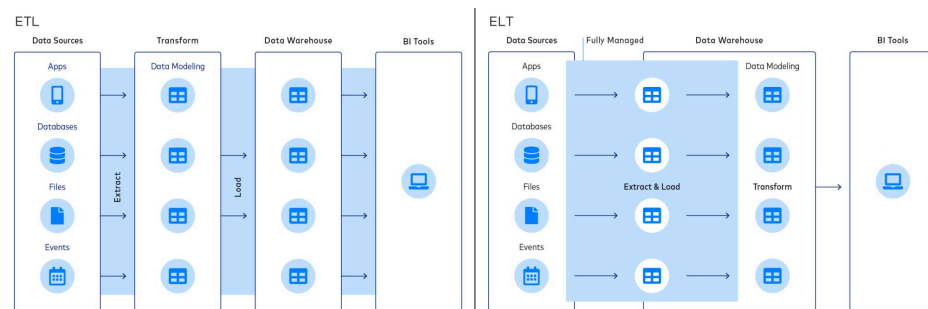 ETL
Data Sources
Transform
Data Warehouse
BI Tools
Apps
Data Modeling
Databases
Files
Extract
Load
Events
ELT
Data Sources
Fully Managed
Data Warehouse
BI Tools
Apps
Data Modeling
Databases
Files
Extract & Load
Transform
Events